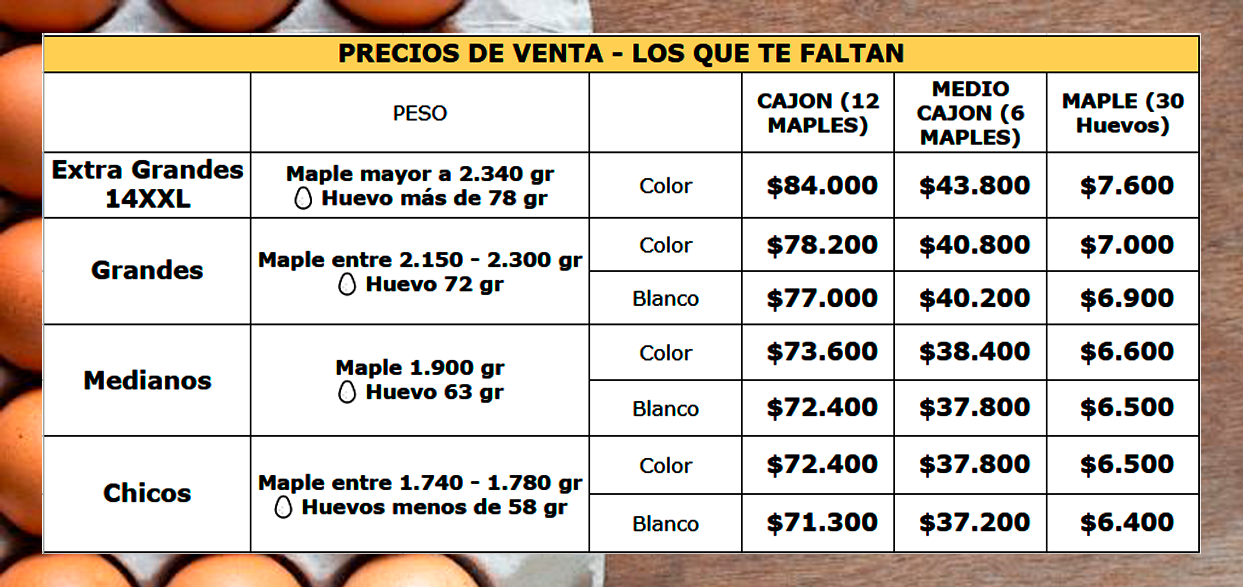 PRECIOS DE VENTA - LOS QUE TE FALTAN
PESO
CAJON (12
MAPLES)
MEDIO
CAJON (6
MAPLES)
MAPLE (30
Huevos)
Extra Grandes
14XXL
Maple mayor a 2.340 gr
Huevo más de 78 gr
Color
$84.000
$43.800
$7.600
Grandes
Maple entre 2.150 - 2.300 gr
Huevo 72 gr
Color
$78.200
$40.800
$7.000
Blanco
$77.000
$40.200
$6.900
Medianos
Maple 1.900 gr
Huevo 63 gr
Color
$73.600
$38.400
$6.600
Blanco
$72.400
$37.800
$6.500
Chicos
Maple entre 1.740 - 1.780 gr
Huevos menos de 58 gr
Color
$72.400
$37.800
$6.500
Blanco
$71.300
$37.200
$6.400